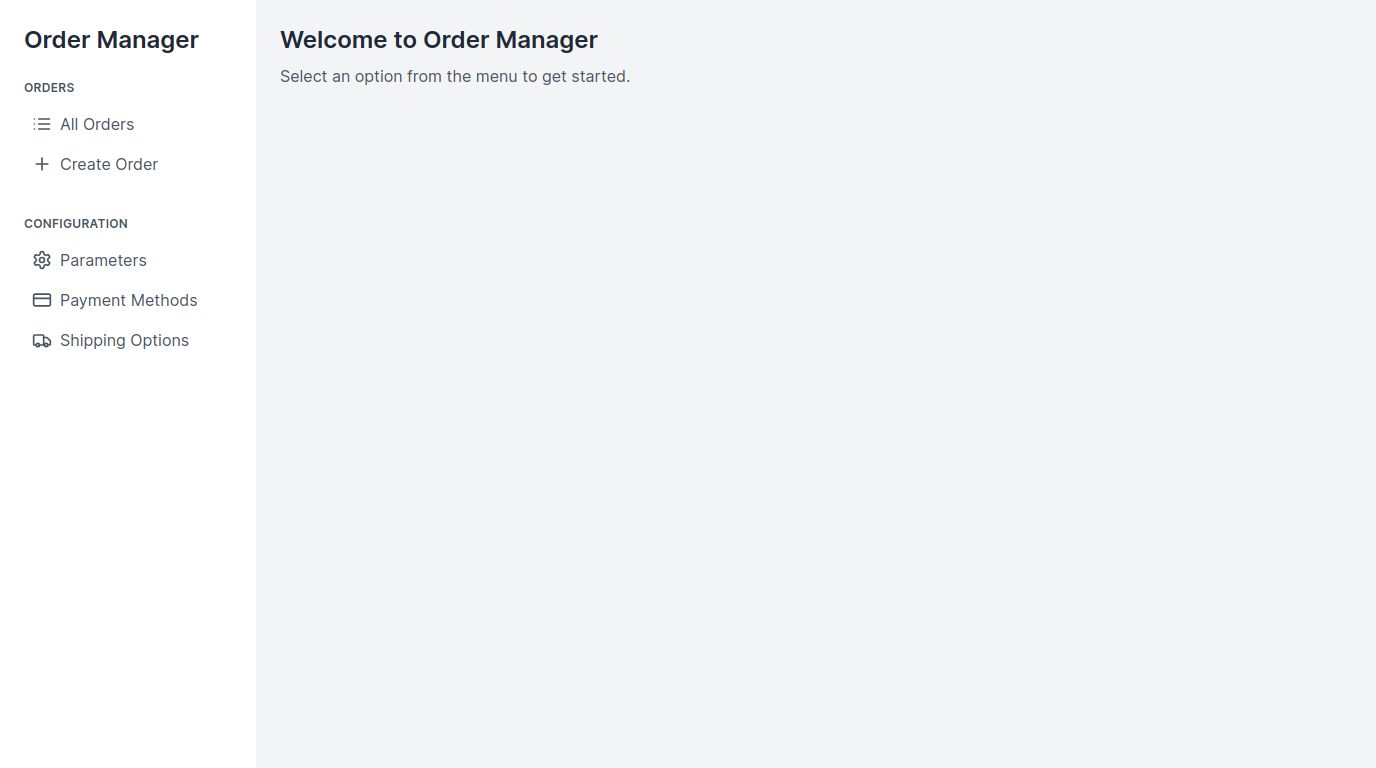 Order Manager
ORDERS
All Orders
Create Order
CONFIGURATION
Parameters
Payment Methods
Shipping Options
Welcome to Order Manager
Select an option from the menu to get started.